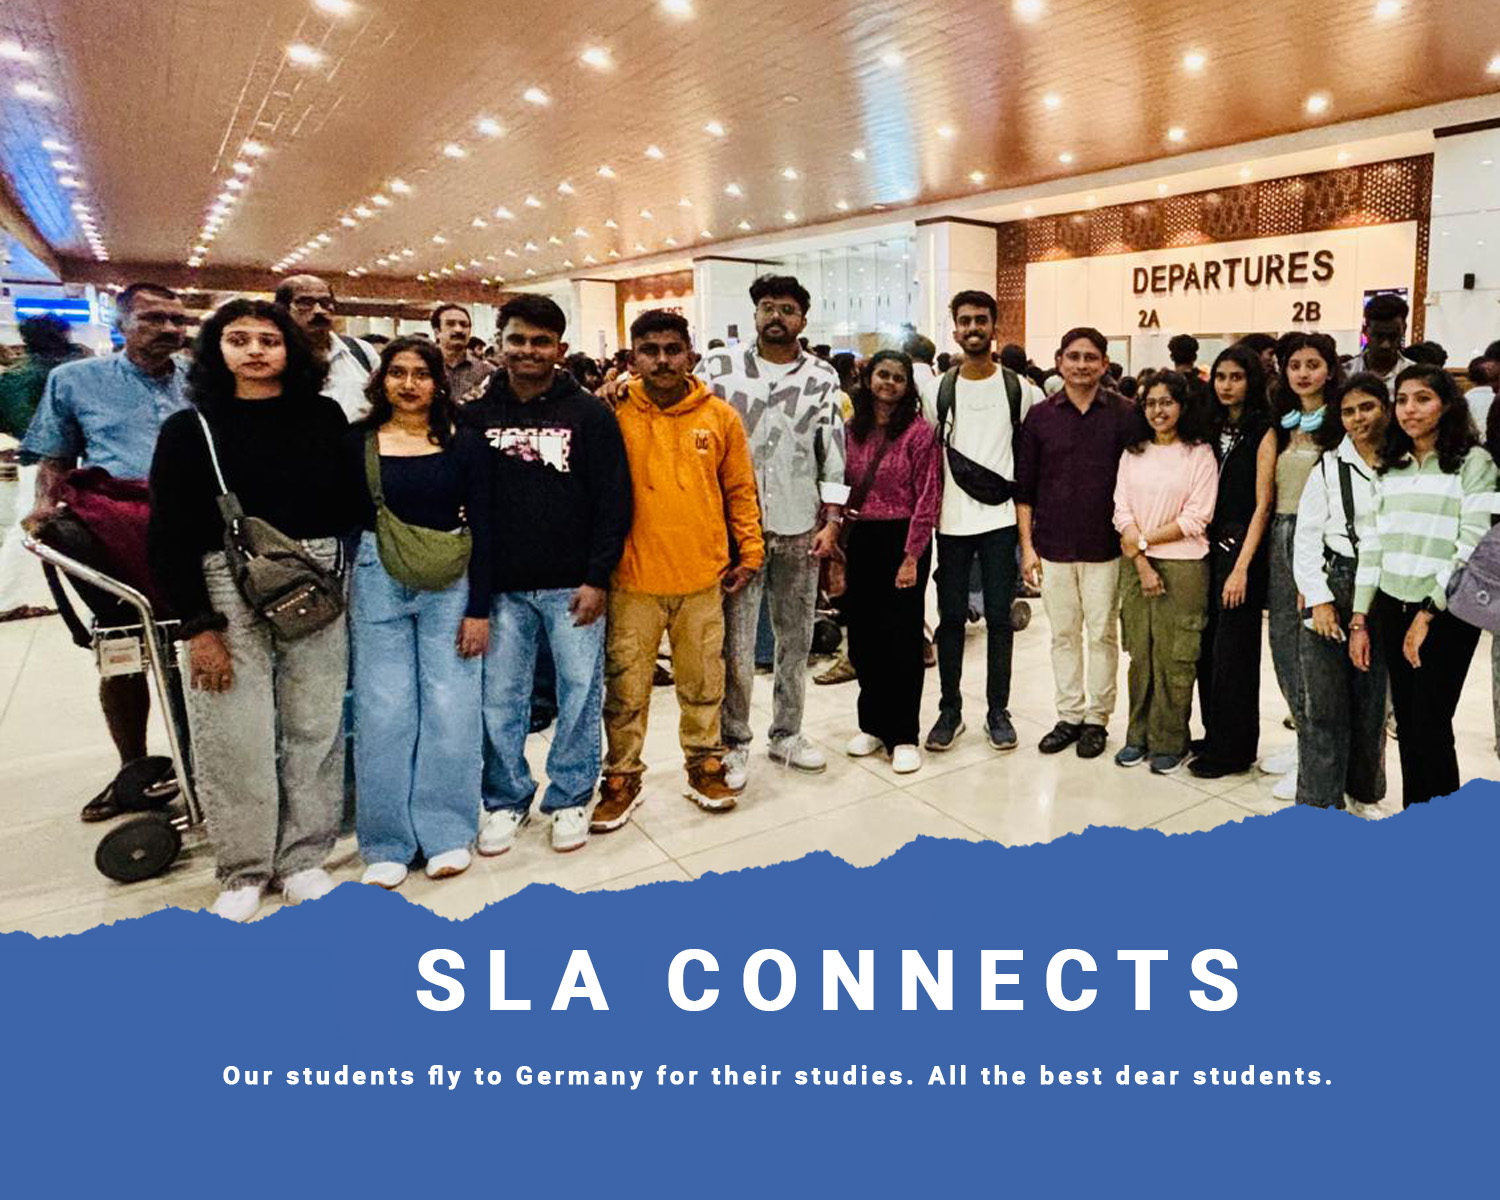 DEPARTURES
2A 2B
SLA CONNECTS
Our students fly to Germany for their studies. All the best dear students.